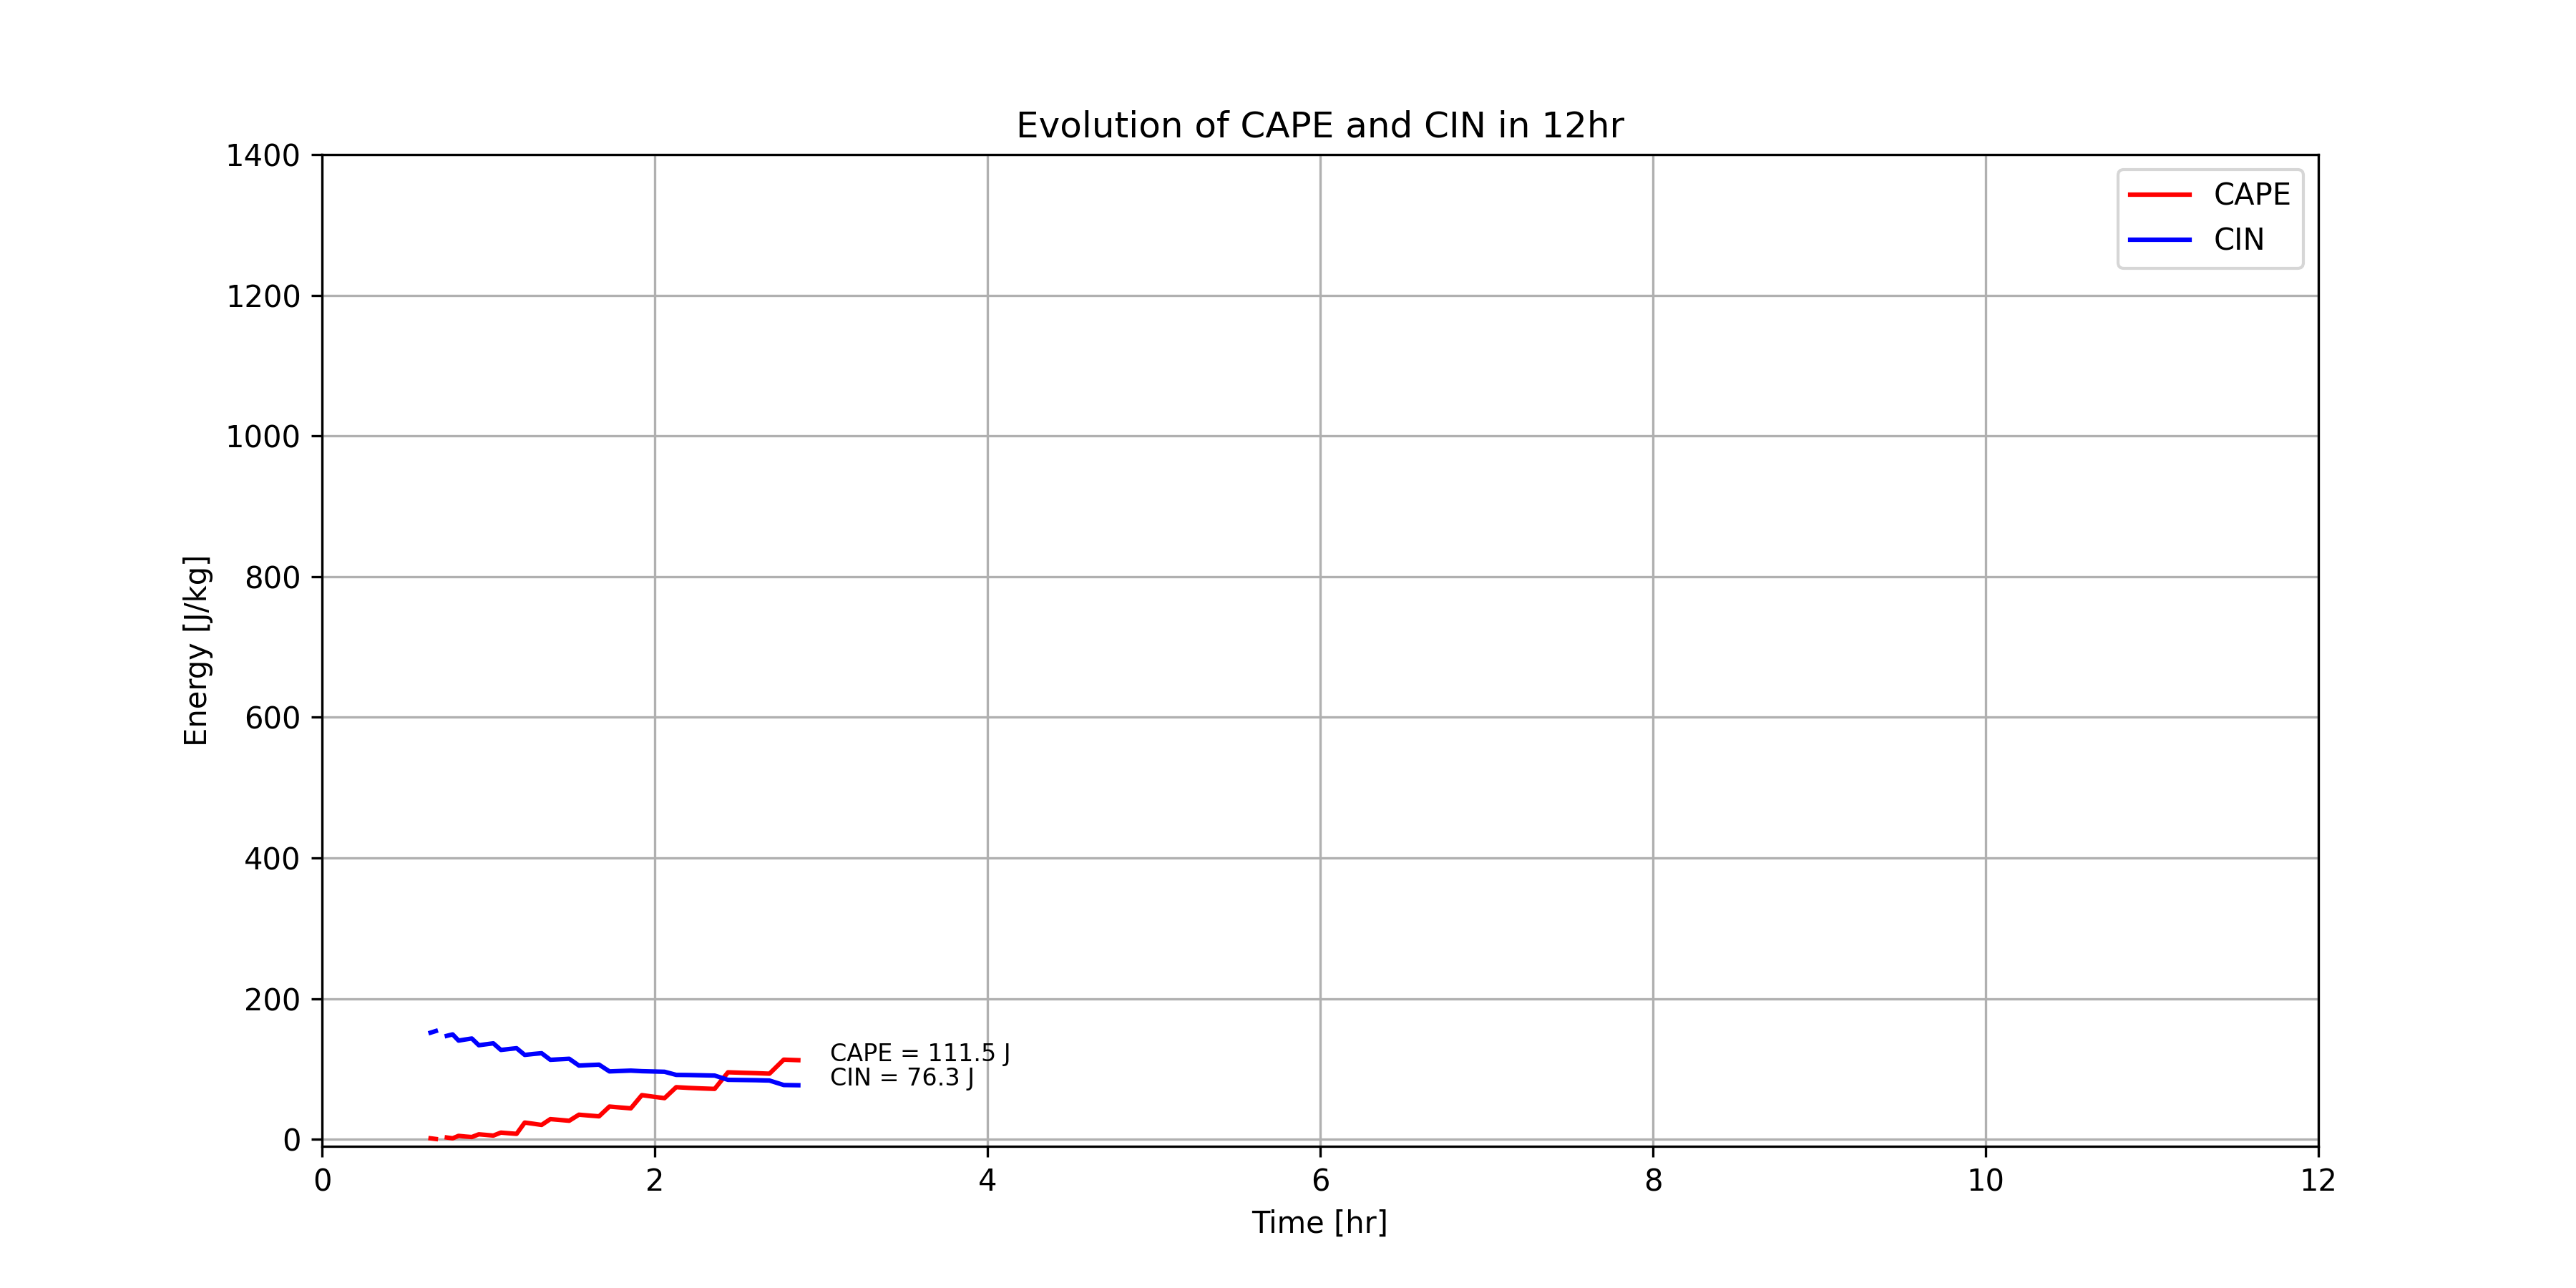 Evolution of CAPE and CIN in 12hr
1400
1200
1000
800
600
400
200
0
Energy [J/kg]
CAPE
CIN
CAPE = 111.5 J
CIN = 76.3 J
0 2 4 6 8 10 12
Time [hr]